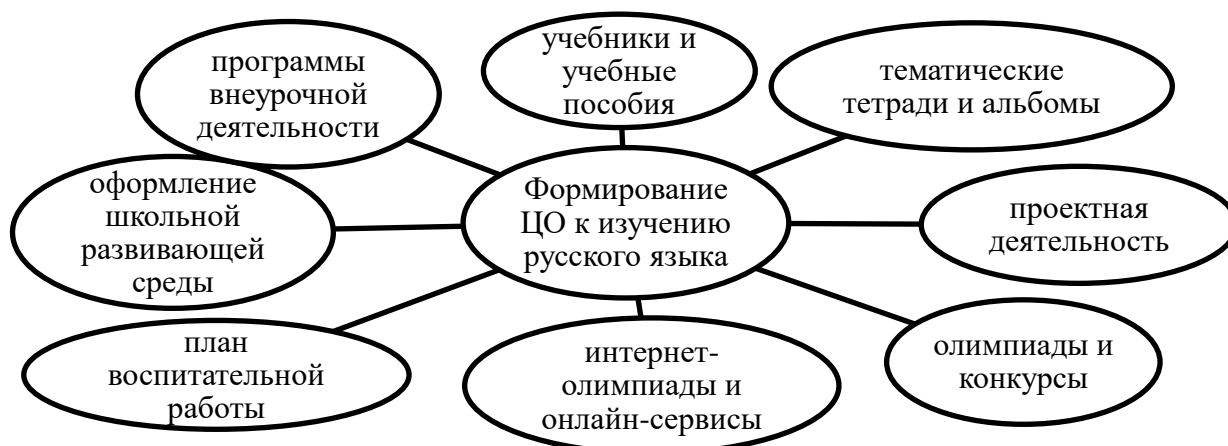 программы
внеурочной
деятельности
учебники и
учебные
пособия
тематические
тетради и альбомы
оформление
школьной
развивающей
среды
Формирование
ЦО к изучению
русского языка
проектная
деятельность
план
воспитательной
работы
интернет-
олимпиады и
онлайн-сервисы
олимпиады и
конкурсы